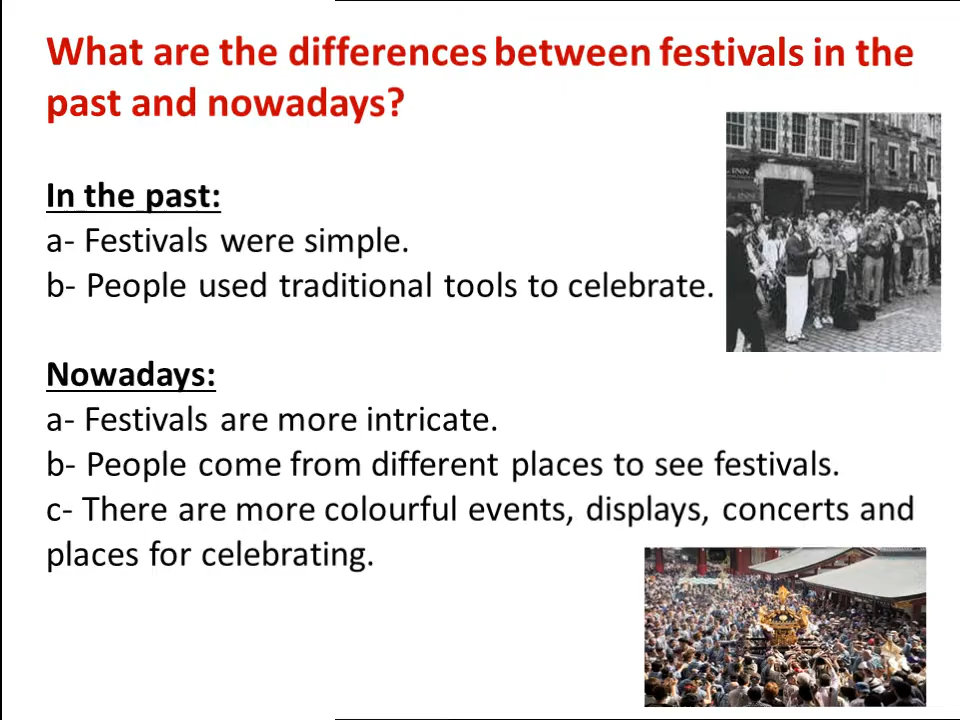 What are the differences between festivals in the
past and nowadays?
In the past:
a- Festivals were simple.
b- People used traditional tools to celebrate.
INN
Nowadays:
a- Festivals are more intricate.
b- People come from different places to see festivals.
c- There are more colourful events, displays, concerts and
places for celebrating.